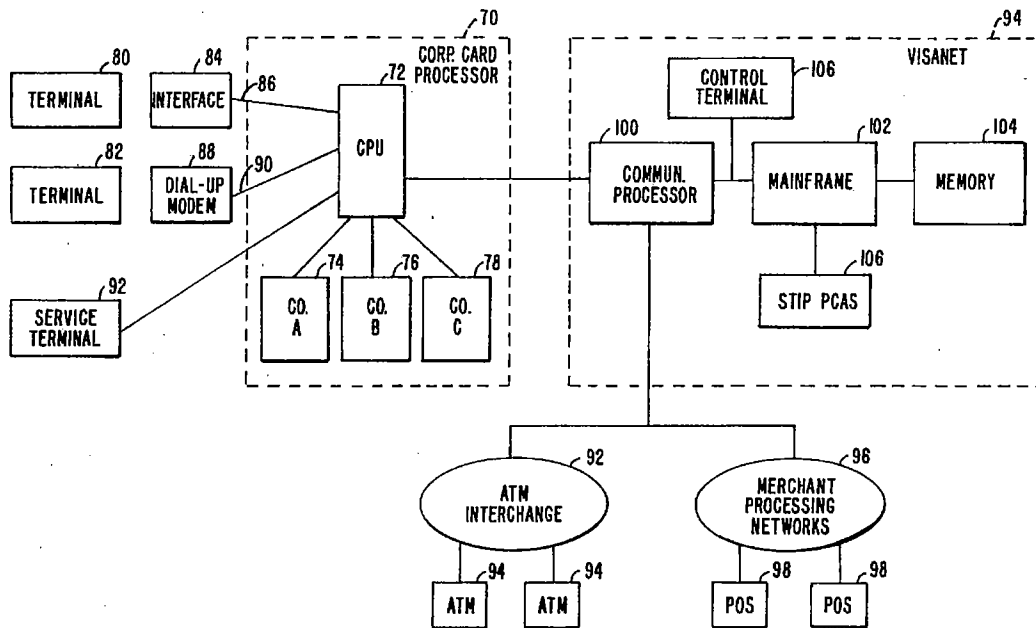 70
94
CORP. CARD
PROCESSOR
VISANET
80
TERMINAL
84
INTERFACE
86
72
CPU
CONTROL
TERMINAL
106
100
COMMUN.
PROCESSOR
102
MAINFRAME
104
MEMORY
82
TERMINAL
88
DIAL-UP
MODEM
90
74
CO.
A
76
CO.
B
78
CO.
C
106
STIP PCAS
92
SERVICE
TERMINAL
92
ATM
INTERCHANGE
96
MERCHANT
PROCESSING
NETWORKS
94
ATM
94
ATM
98
POS
98
POS